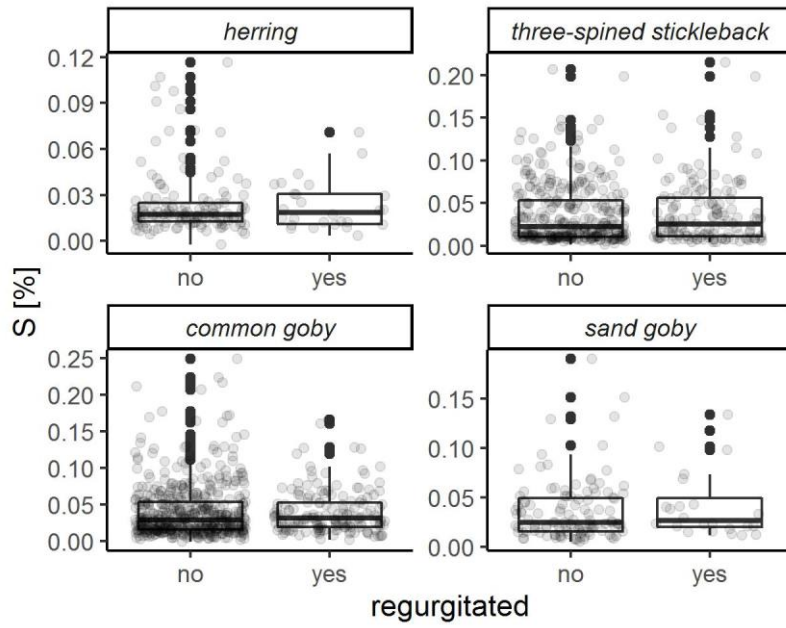 herring
three-spined stickleback
0.12
0.09
0.06
0.03
0.00
0.20
0.15
0.10
0.05
0.00
no
yes
no
yes
S [%]
common goby
sand goby
0.25
0.20
0.15
0.10
0.05
0.00
0.15
0.10
0.05
0.00
no
yes
no
yes
regurgitated